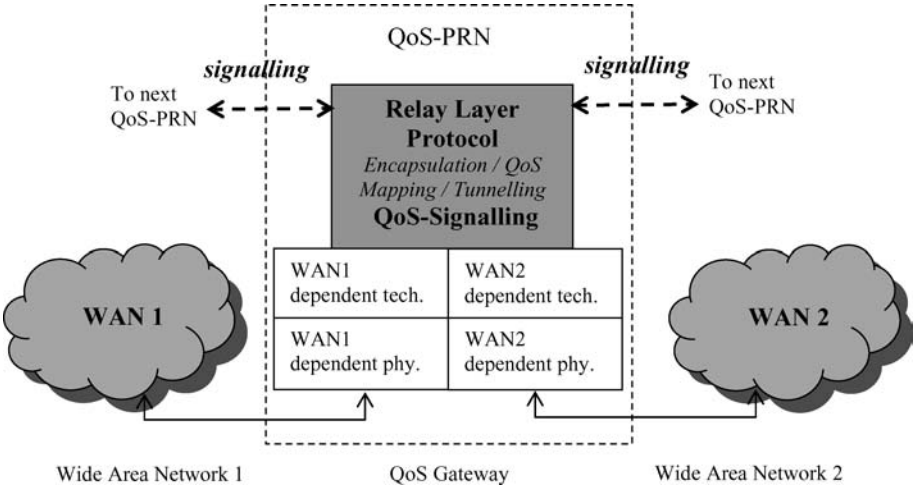 QoS-PRN
signalling
signalling
To next
QoS-PRN
To next
QoS-PRN
Relay Layer
Protocol
Encapsulation / QoS
Mapping / Tunnelling
QoS-Signalling
WAN 1
WAN1
dependent tech.
WAN2
dependent tech.
WAN1
dependent phy.
WAN2
dependent phy.
WAN 2
Wide Area Network 1
QoS Gateway
Wide Area Network 2